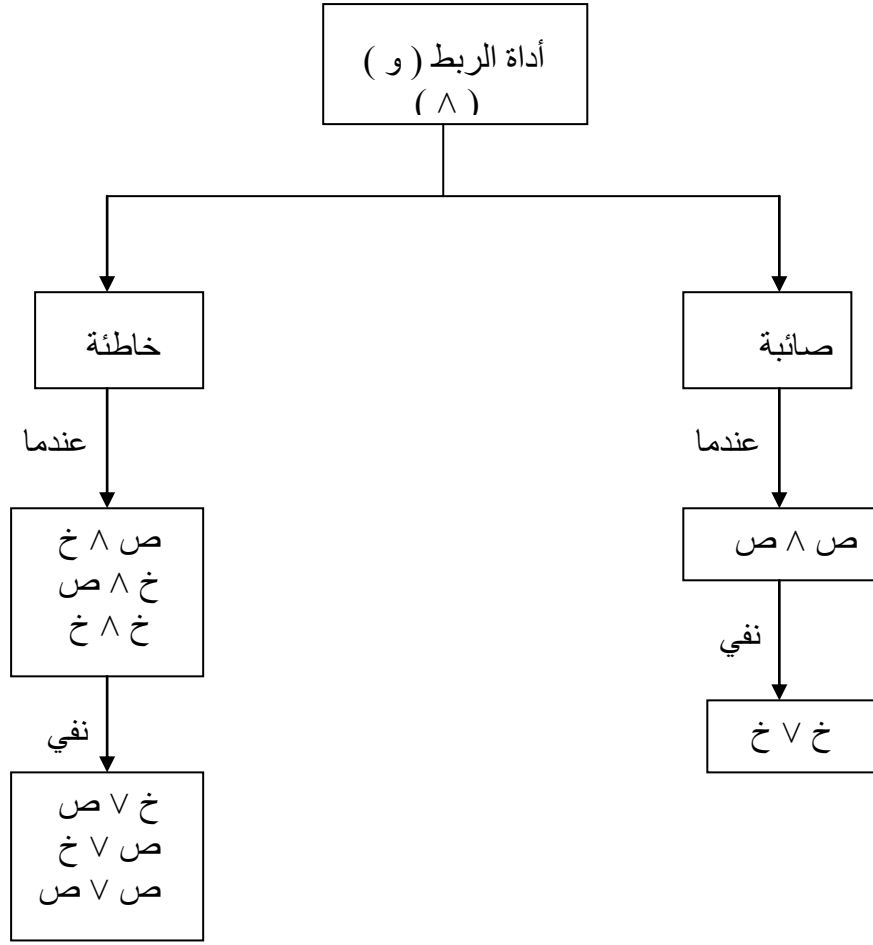 أداة الربط ( و )
( ∧ )
صائبة
خاطئة
عندما
عندما
ص ∧ ص
ص ∧ خ
خ ∧ ص
خ ∧ خ
نفي
نفي
خ ∨ خ
خ ∨ ص
ص ∨ خ
ص ∨ ص